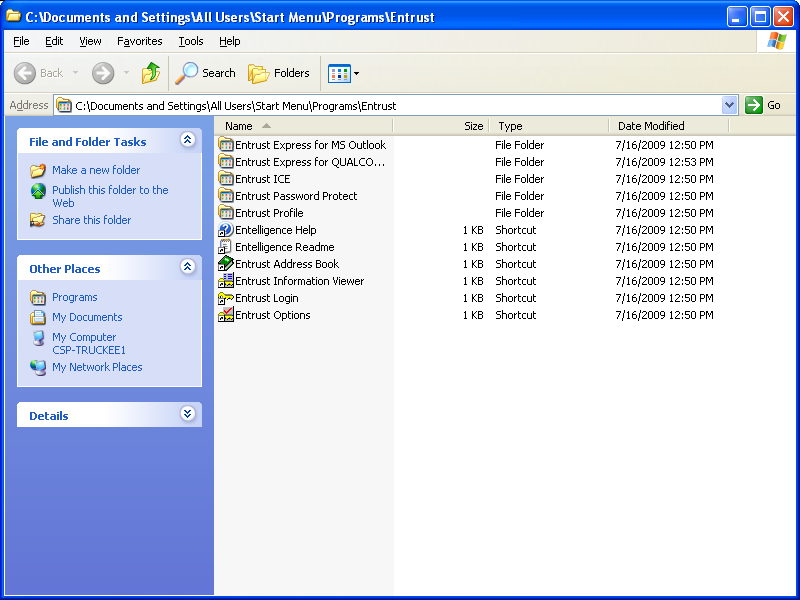 C:\Documents and Settings\All Users\Start Menu\Programs\Entrust
File Edit View Favorites Tools Help
Back Search Folders
Address C:\Documents and Settings\All Users\Start Menu\Programs\Entrust Go
File and Folder Tasks
Make a new folder
Publish this folder to the
Web
Share this folder
Other Places
Programs
My Documents
My Computer
CSP-TRUCKEE1
My Network Places
Details
Name Size Type Date Modified
Entrust Express for MS Outlook File Folder 7/16/2009 12:50 PM
Entrust Express for QUALCO... File Folder 7/16/2009 12:53 PM
Entrust ICE File Folder 7/16/2009 12:50 PM
Entrust Password Protect File Folder 7/16/2009 12:50 PM
Entrust Profile File Folder 7/16/2009 12:50 PM
Entelligence Help 1 KB Shortcut 7/16/2009 12:50 PM
Entelligence Readme 1 KB Shortcut 7/16/2009 12:50 PM
Entrust Address Book 1 KB Shortcut 7/16/2009 12:50 PM
Entrust Information Viewer 1 KB Shortcut 7/16/2009 12:50 PM
Entrust Login 1 KB Shortcut 7/16/2009 12:50 PM
Entrust Options 1 KB Shortcut 7/16/2009 12:50 PM